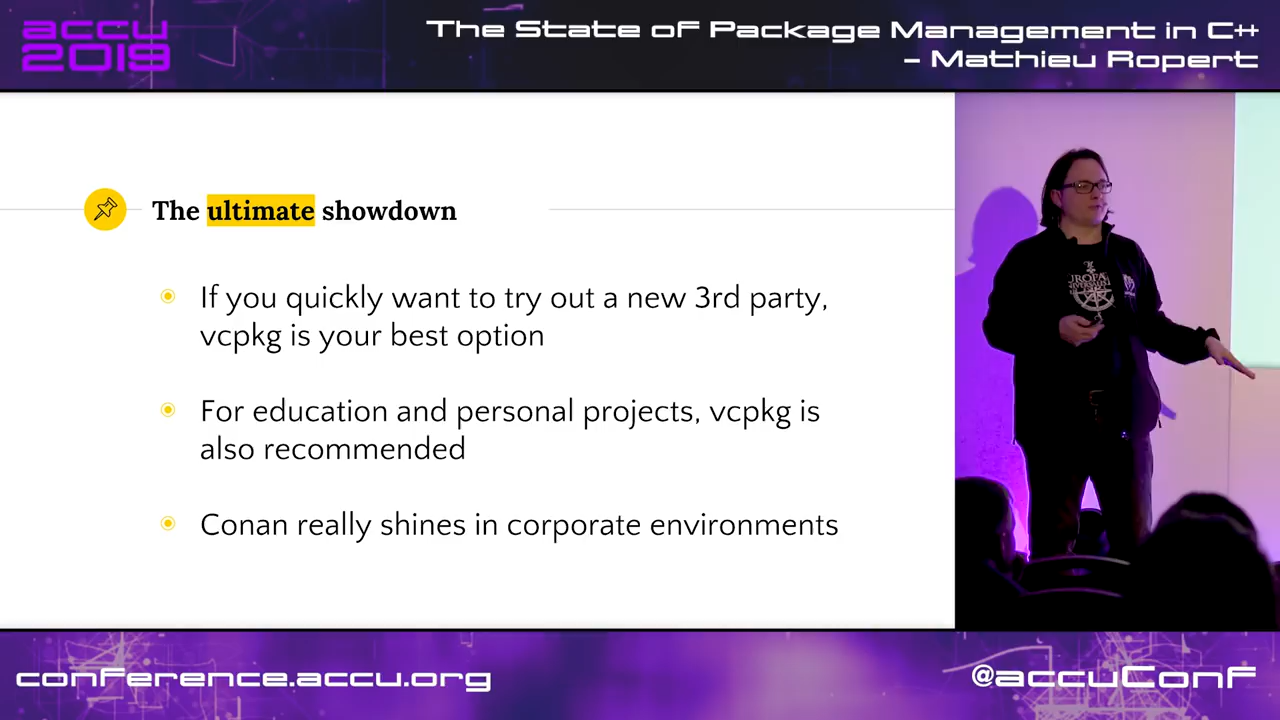 accu
2019
The State of Package Management in C++
– Mathieu Ropert
The ultimate showdown
If you quickly want to try out a new 3rd party,
vcpkg is your best option
For education and personal projects, vcpkg is
also recommended
Conan really shines in corporate environments
conference.accu.org
@accuConf